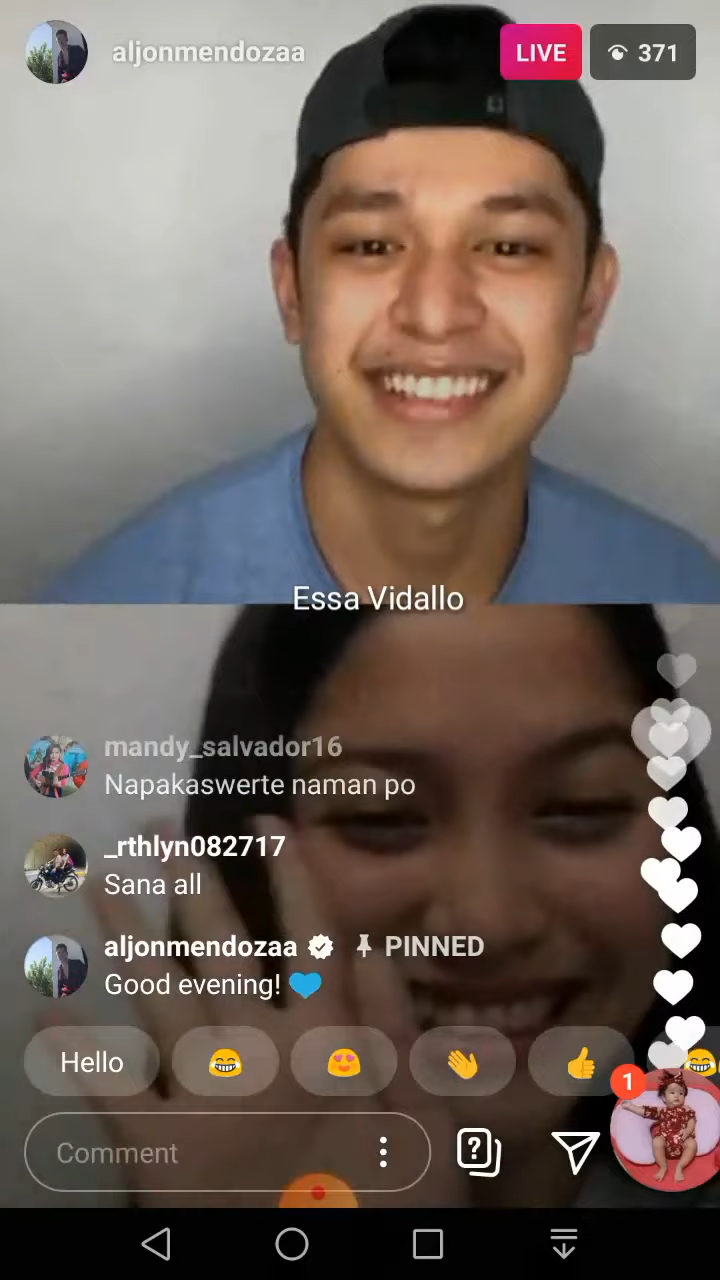 aljonmendozaa
LIVE
371
Essa Vidallo
mandy_salvador16
Napakaswerte naman po
_rthlyn082717
Sana all
aljonmendozaa PINNED
Good evening! 💙
Hello 😂 😍 👋 👍 😂
1
Comment
?